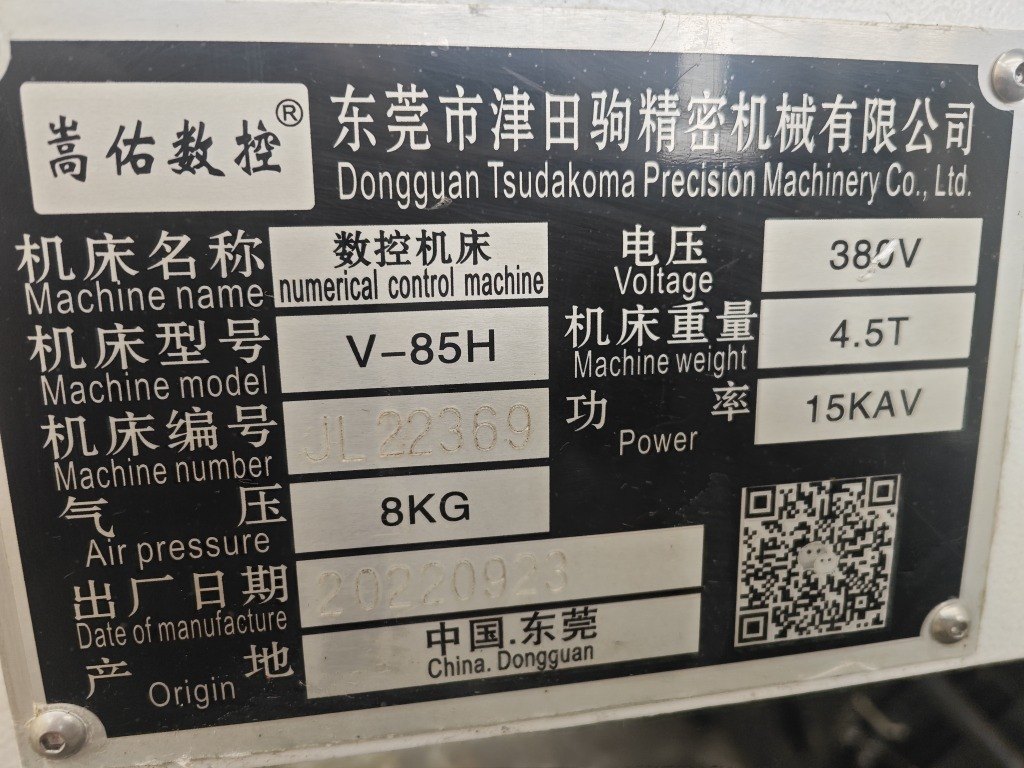 嵩佑数控®
东莞市津田驹精密机械有限公司
Dongguan Tsudakoma Precision Machinery Co., Ltd.
机床名称 数控机床
Machine name numerical control machine
机床型号 V-85H
Machine model
机床编号 JL22369
Machine number
气压 8KG
Air pressure
出厂日期 20220923
Date of manufacture
产地 中国.东莞
Origin China. Dongguan
电压 380V
Voltage
机床重量 4.5T
Machine weight
功率 15KAV
Power